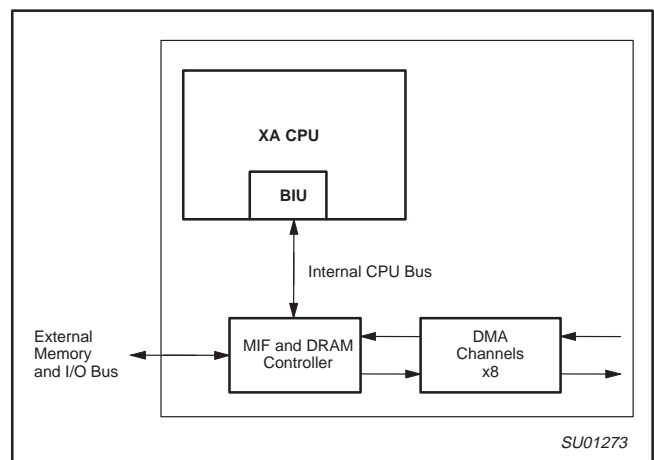 XA CPU
BIU
Internal CPU Bus
External
Memory
and I/O Bus
MIF and DRAM
Controller
DMA
Channels
x8
SU01273